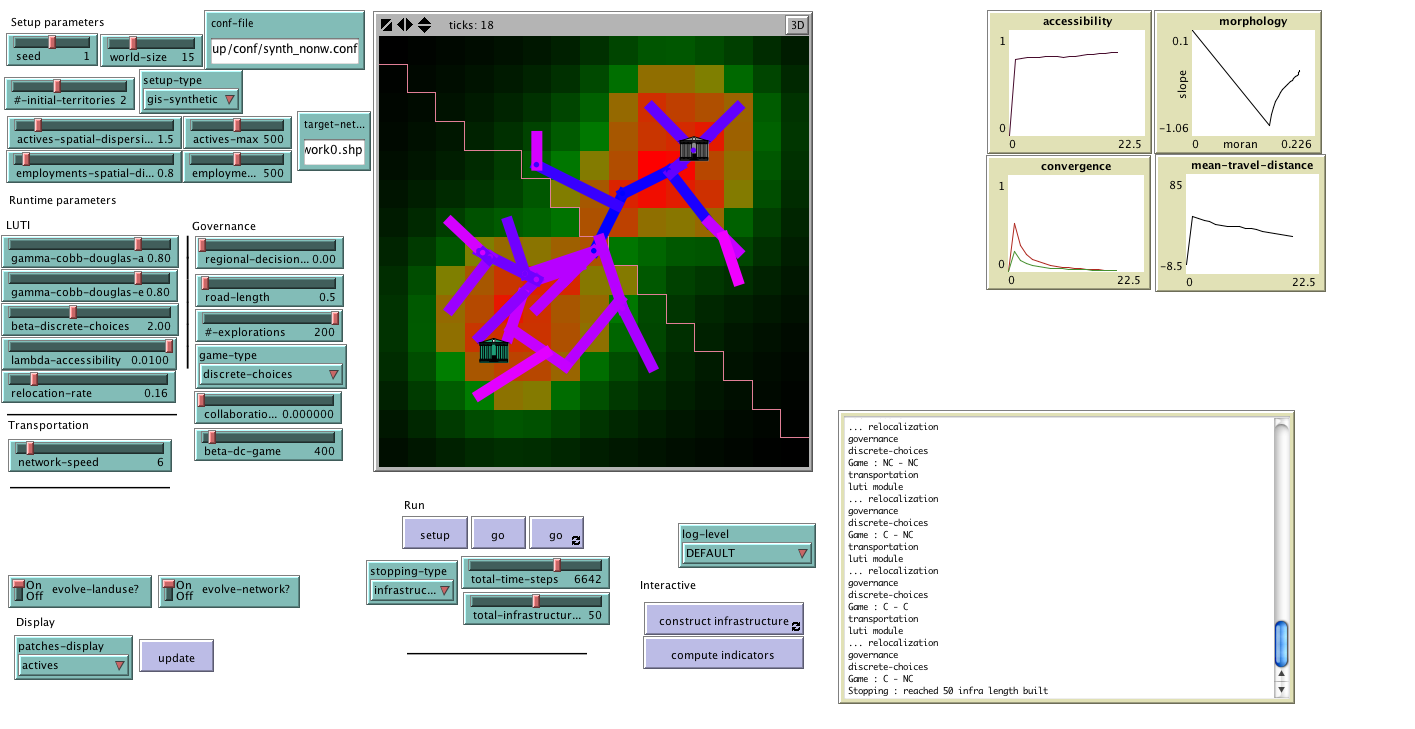 Setup parameters
conf-file
up/conf/synth_nonw.conf
seed 1
world-size 15
#-initial-territories 2
setup-type
gis-synthetic
actives-spatial-dispersi... 1.5
actives-max 500
target-net...
work0.shp
employments-spatial-di... 0.8
employme... 500
Runtime parameters
LUTI
Governance
gamma-cobb-douglas-a 0.80
gamma-cobb-douglas-e 0.80
beta-discrete-choices 2.00
lambda-accessibility 0.0100
relocation-rate 0.16
regional-decision... 0.00
road-length 0.5
#-explorations 200
game-type
discrete-choices
collaboratio... 0.000000
beta-dc-game 400
Transportation
network-speed 6
On
Off
evolve-landuse?
On
Off
evolve-network?
Display
patches-display
actives
update
ticks: 18
3D
Run
setup
go
go
stopping-type
infrastruc...
total-time-steps 6642
total-infrastructur... 50
log-level
DEFAULT
Interactive
construct infrastructure
compute indicators
accessibility
1
0
0
22.5
morphology
0.1
slope
-1.06
0
moran
0.226
convergence
1
0
0
22.5
mean-travel-distance
85
-8.5
0
22.5
... relocalization
governance
discrete-choices
Game : NC - NC
transportation
luti module
... relocalization
governance
discrete-choices
Game : C - NC
transportation
luti module
... relocalization
governance
discrete-choices
Game : C - C
transportation
luti module
... relocalization
governance
discrete-choices
Game : C - NC
Stopping : reached 50 infra length built